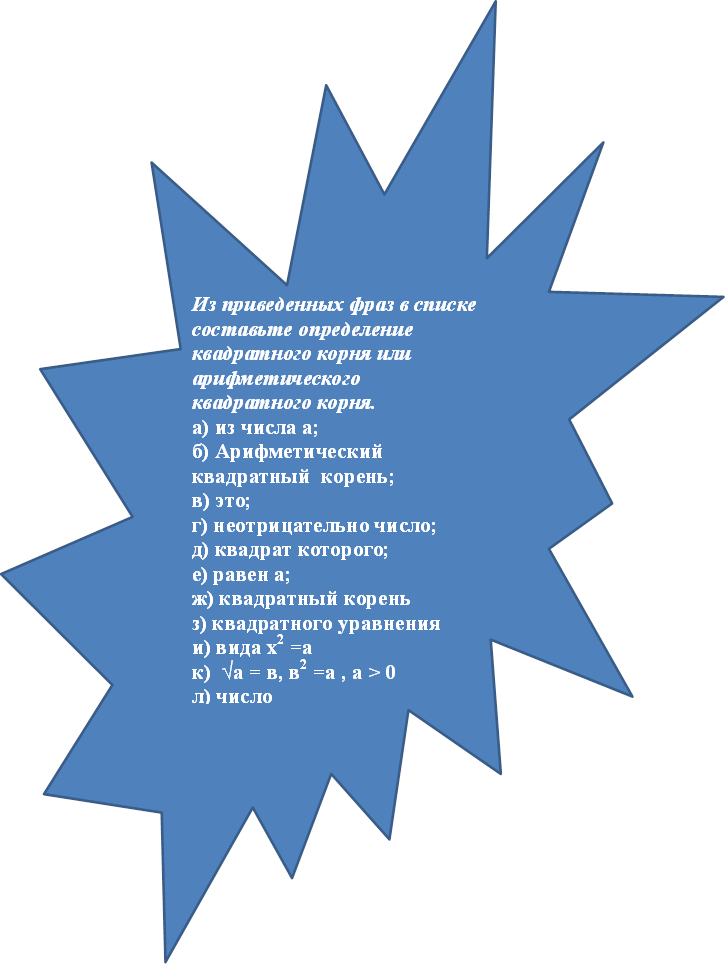 Из приведенных фраз в списке
составьте определение
квадратного корня или
арифметического
квадратного корня.
а) из числа а;
б) Арифметический
квадратный  корень;
в) это;
г) неотрицательно число;
д) квадрат которого;
е) равен а;
ж) квадратный корень
з) квадратного уравнения
и) вида х² =а
к)  √а = в, в² =а , а > 0
л) число